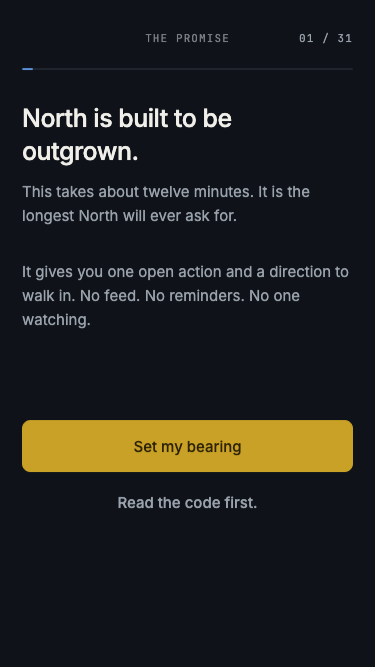 THE PROMISE
01 / 31
North is built to be
outgrown.
This takes about twelve minutes. It is the
longest North will ever ask for.
It gives you one open action and a direction to
walk in. No feed. No reminders. No one
watching.
Set my bearing
Read the code first.